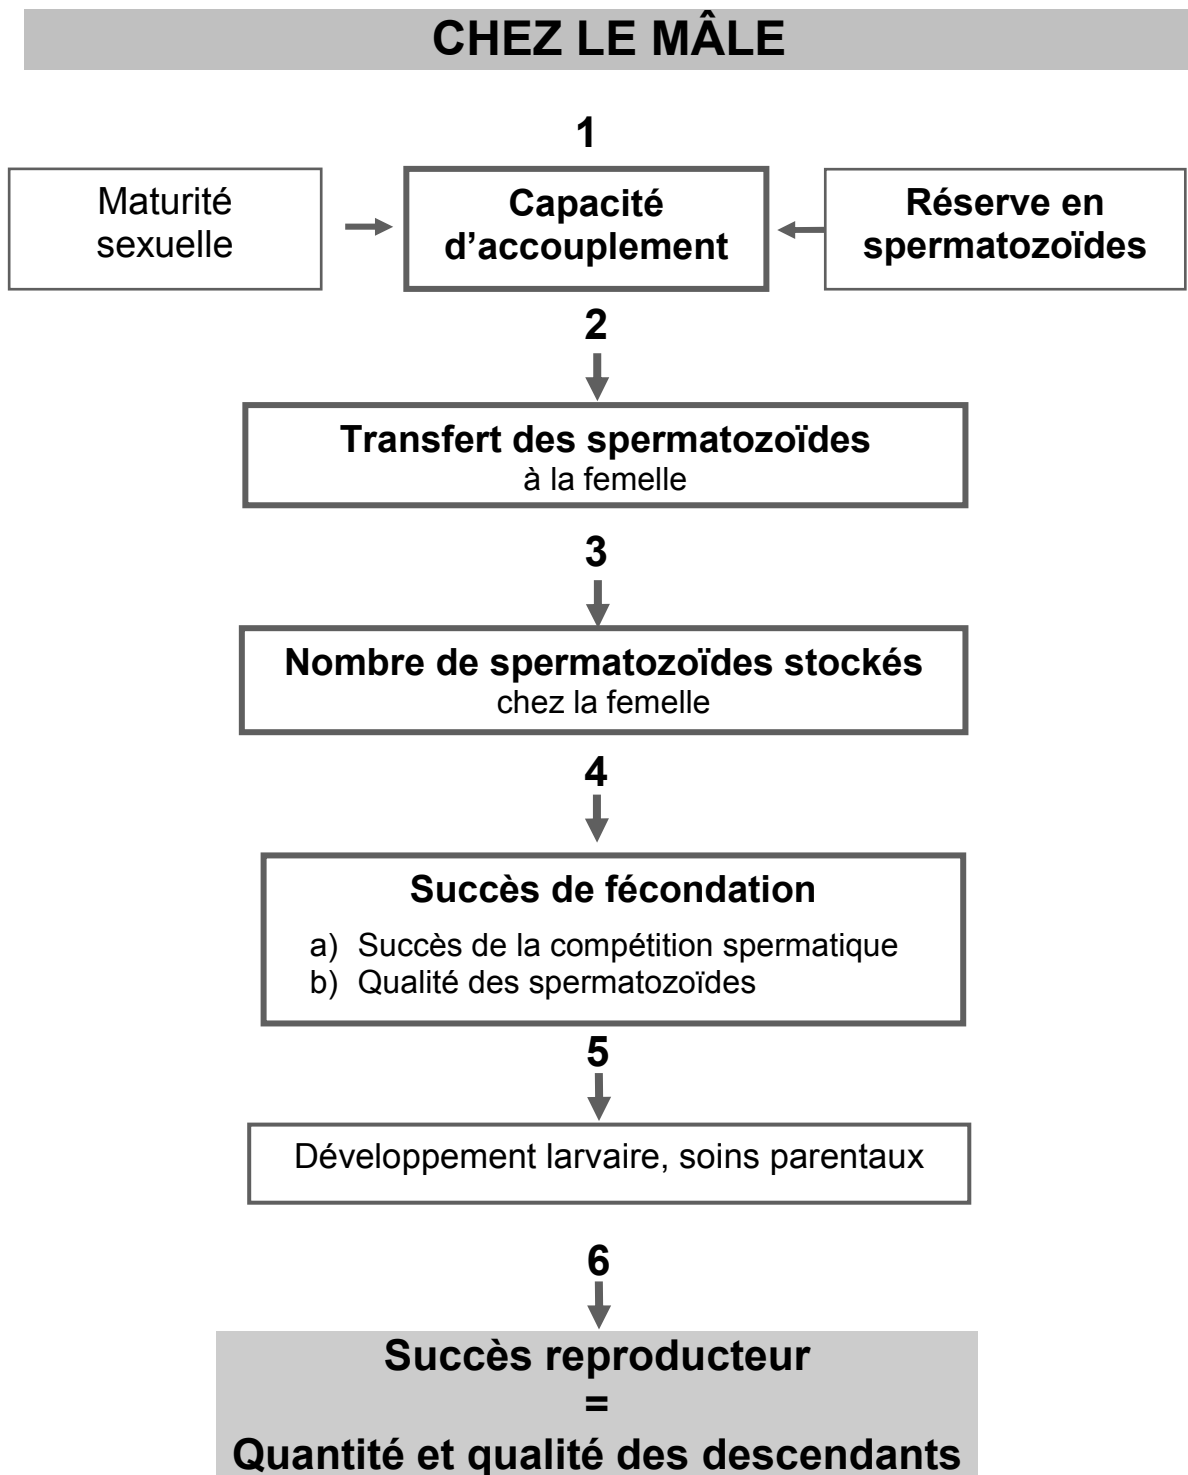 CHEZ LE MÂLE
1
Maturité
sexuelle
Capacité
d'accouplement
Réserve en
spermatozoïdes
2
Transfert des spermatozoïdes
à la femelle
3
Nombre de spermatozoïdes stockés
chez la femelle
4
Succès de fécondation
a) Succès de la compétition spermatique
b) Qualité des spermatozoïdes
5
Développement larvaire, soins parentaux
6
Succès reproducteur
=
Quantité et qualité des descendants